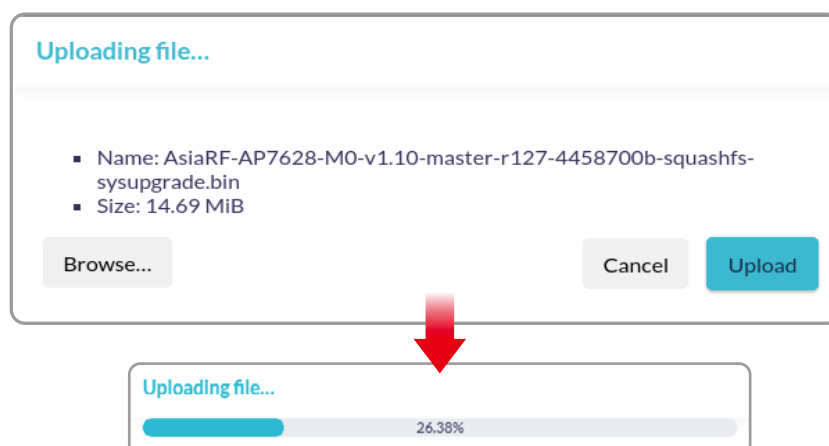 Uploading file...
Name: AsiaRF-AP7628-M0-v1.10-master-r127-4458700b-squashfs-
sysupgrade.bin
Size: 14.69 MiB
Browse...
Cancel
Upload
Uploading file...
26.38%